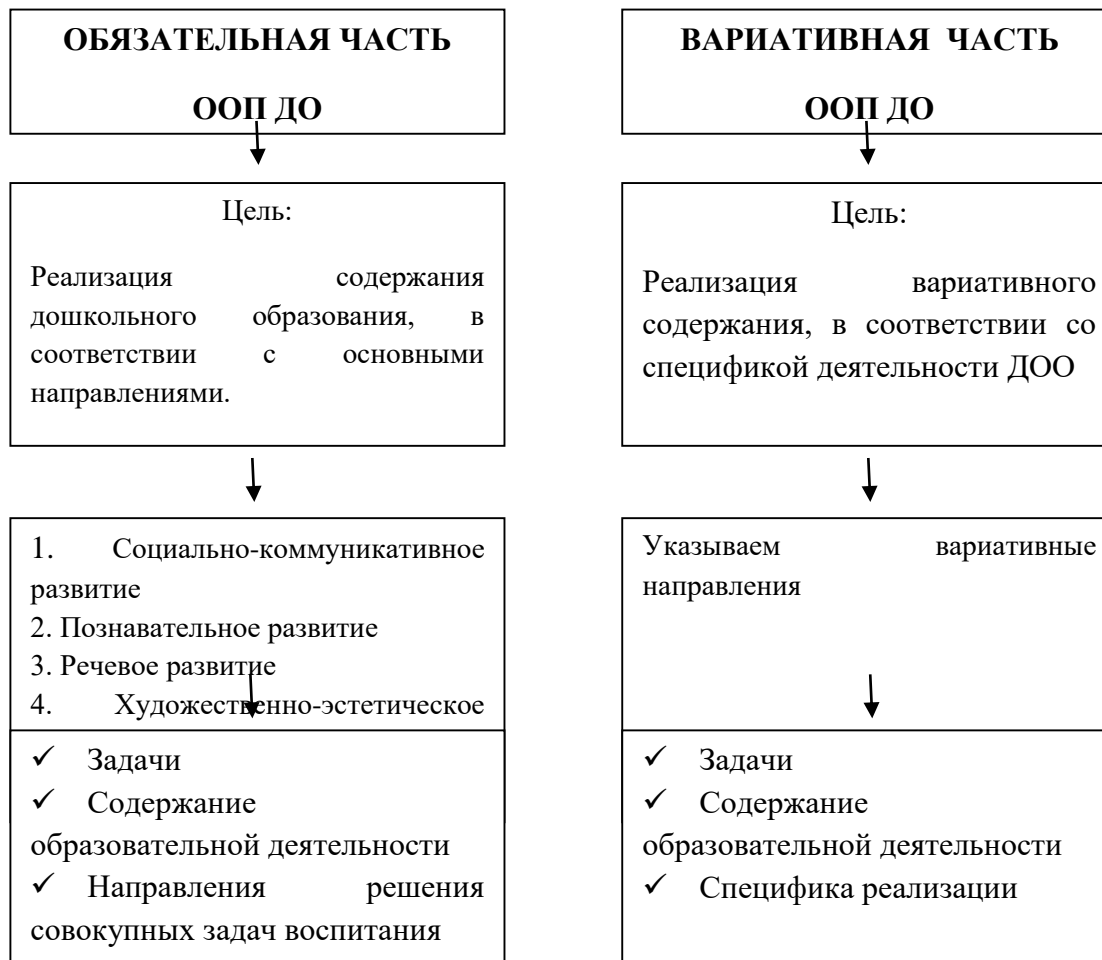 ОБЯЗАТЕЛЬНАЯ ЧАСТЬ
ООП ДО
Цель:
Реализация содержания
дошкольного образования, в
соответствии с основными
направлениями.
1. Социально-коммуникативное
развитие
2. Познавательное развитие
3. Речевое развитие
4. Художественно-эстетическое
✓ Задачи
✓ Содержание
образовательной деятельности
✓ Направления решения
совокупных задач воспитания
ВАРИАТИВНАЯ ЧАСТЬ
ООП ДО
Цель:
Реализация вариативного
содержания, в соответствии со
спецификой деятельности ДОО
Указываем вариативные
направления
✓ Задачи
✓ Содержание
образовательной деятельности
✓ Специфика реализации